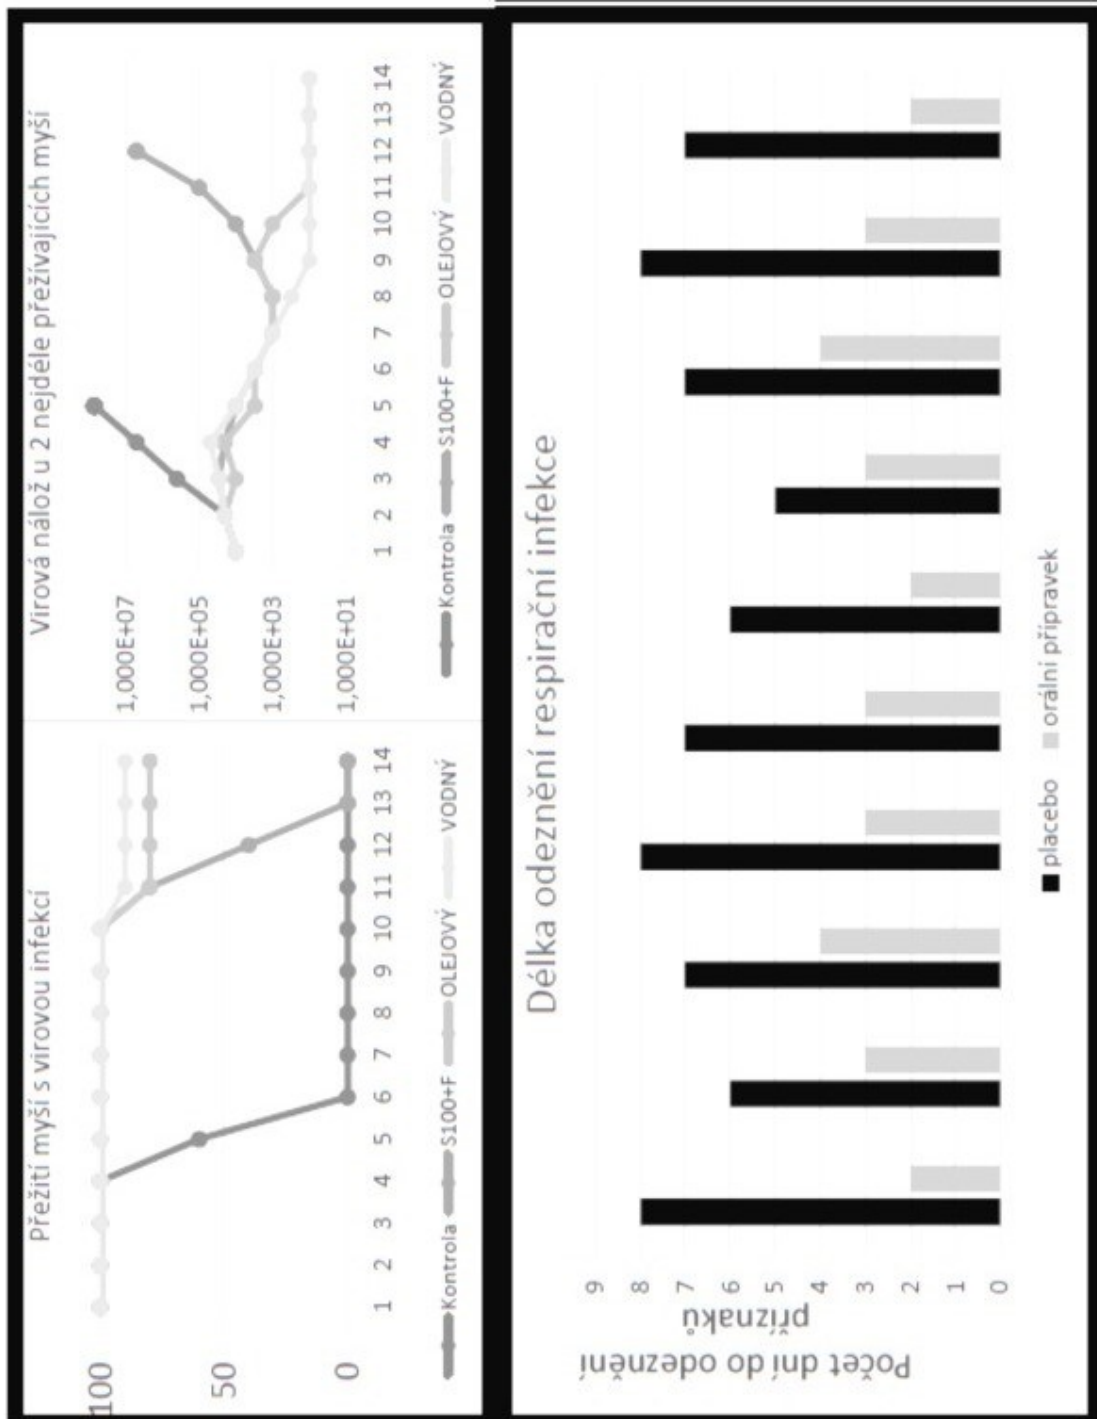 Přežití myší s virovou infekcí
100
50
0
1 2 3 4 5 6 7 8 9 10 11 12 13 14
Kontrola S100+F OLEJOVÝ VODNÝ
Virová nálož u 2 nejdéle přežívajících myší
1,000E+07
1,000E+05
1,000E+03
1,000E+01
1 2 3 4 5 6 7 8 9 10 11 12 13 14
Kontrola S100+F OLEJOVÝ VODNÝ
Délka odeznění respirační infekce
Počet dní do odeznění
příznaků
9
8
7
6
5
4
3
2
1
0
placebo orální přípravek